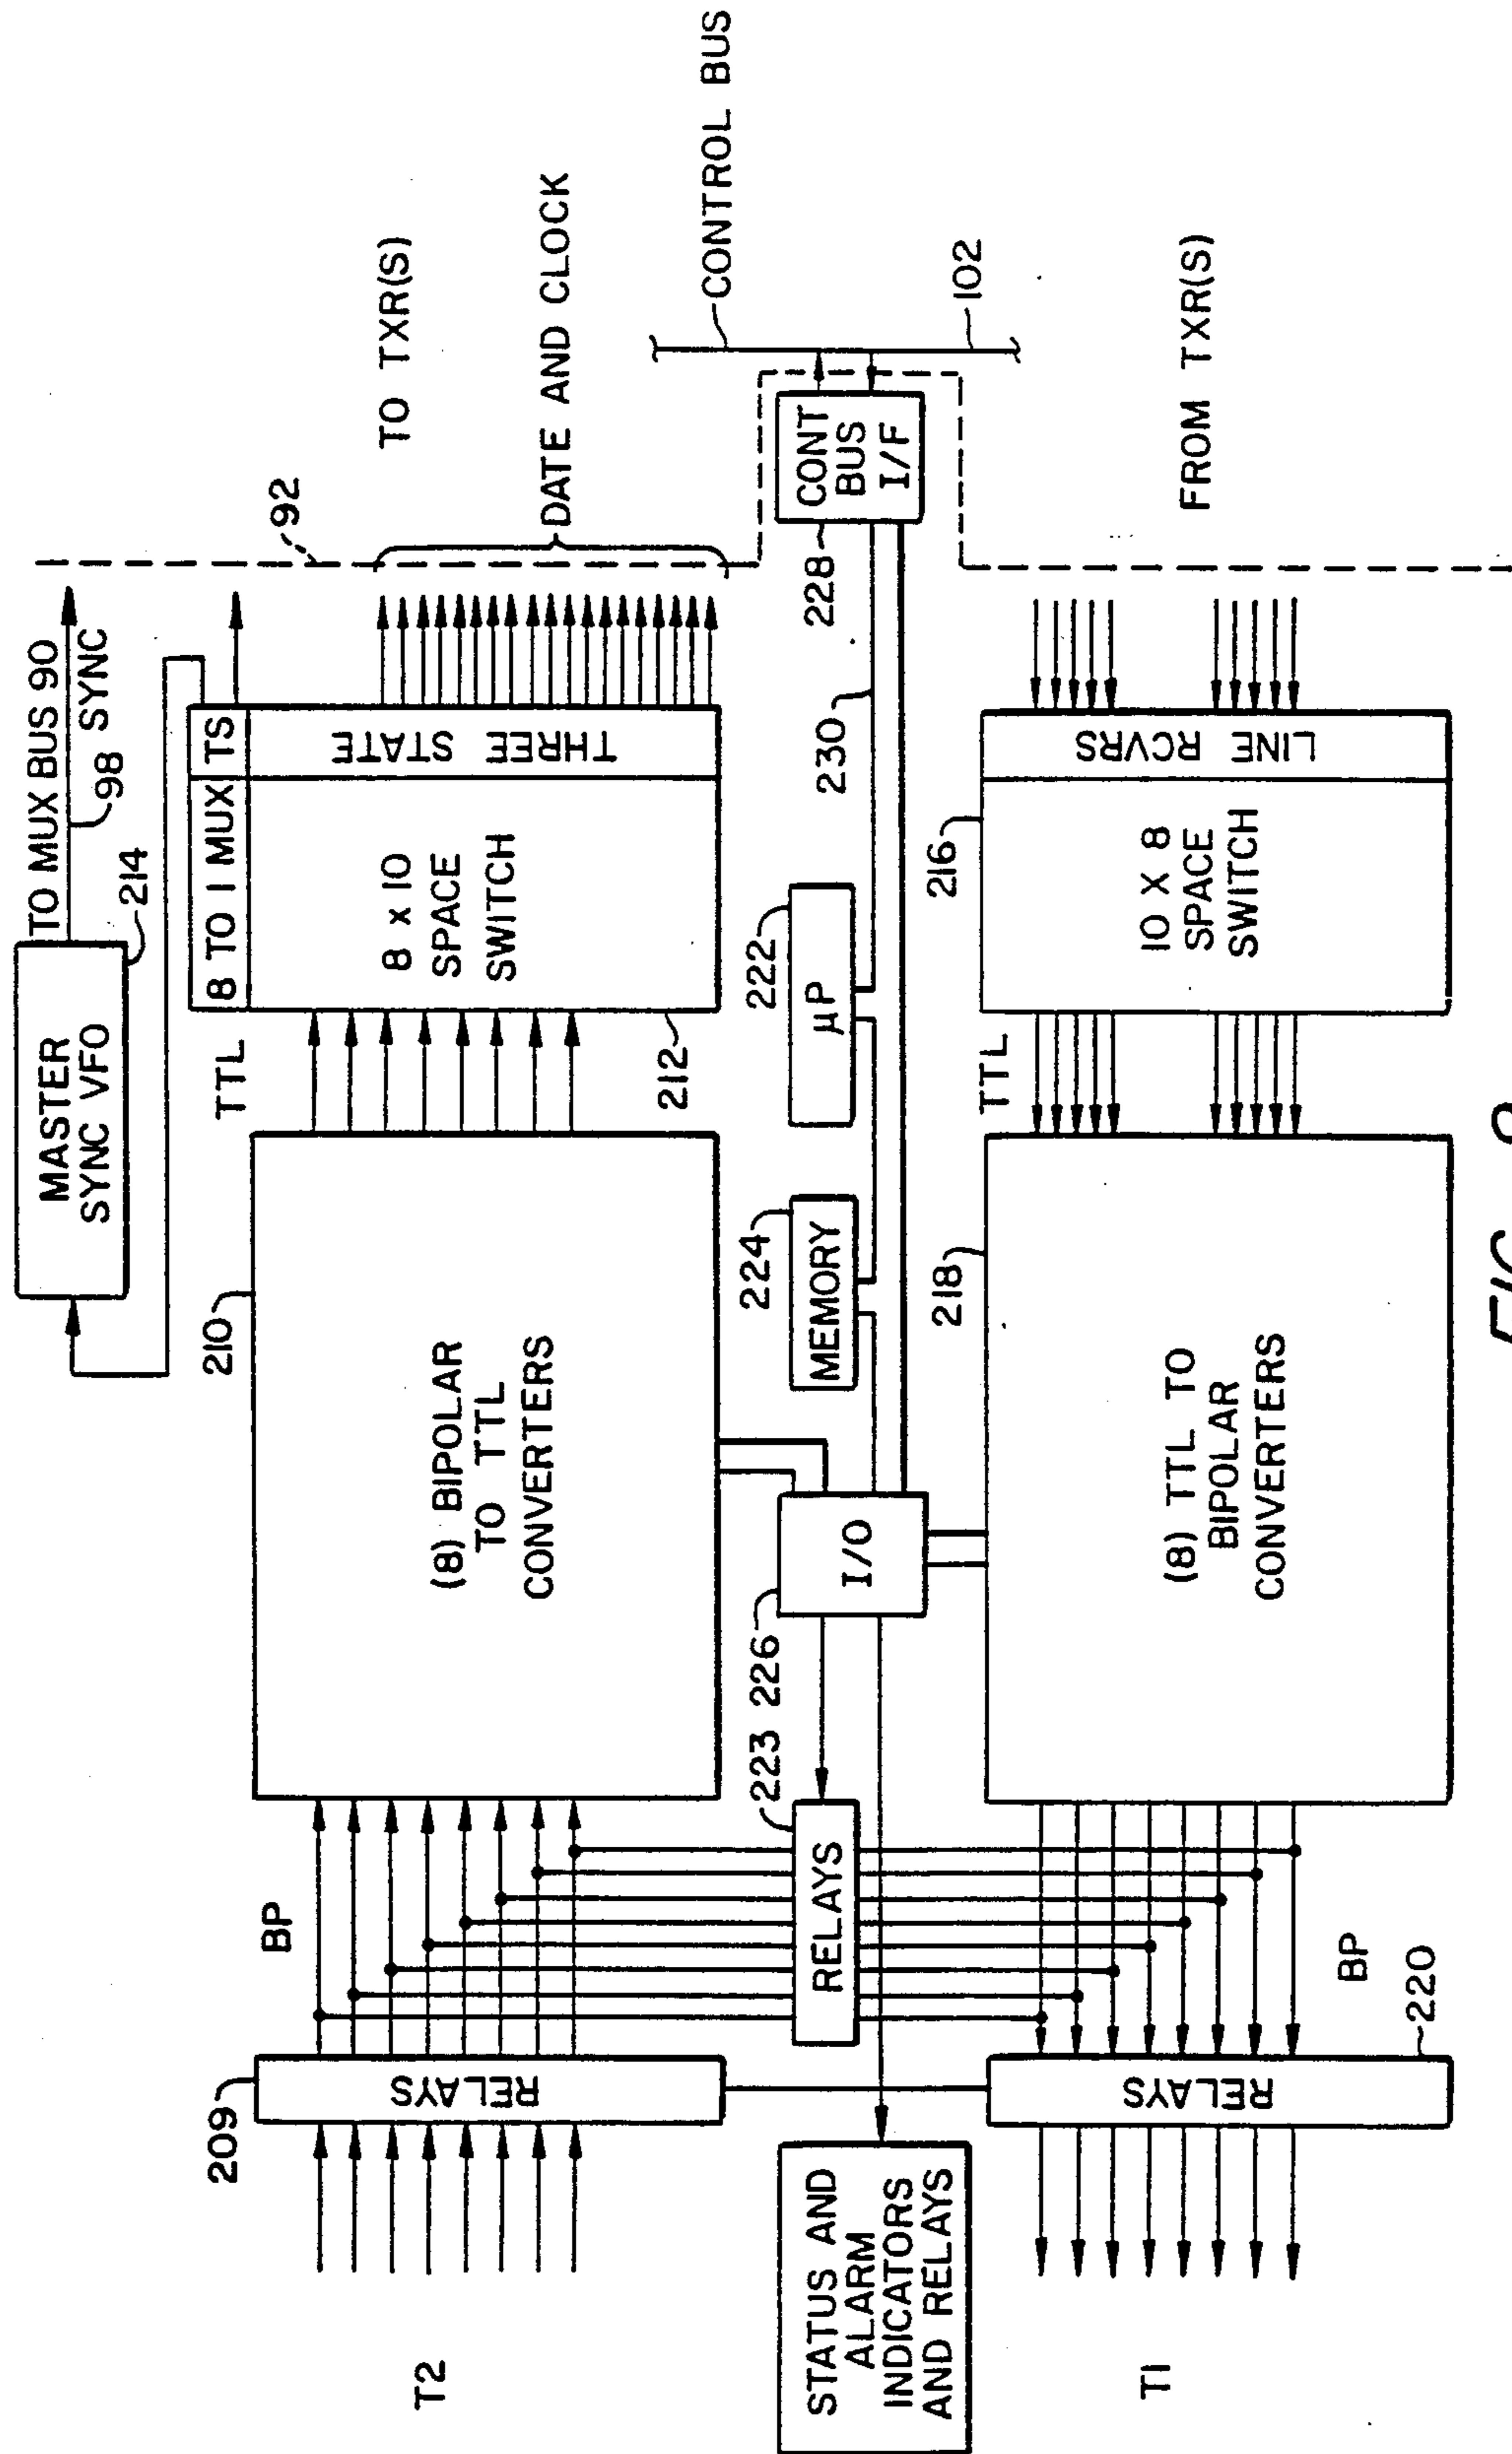 MASTER
SYNC VFO
214
TO MUX BUS 90
98 SYNC
92
TTL
8 TO 1 MUX
TS
210
(8) BIPOLAR
TO TTL
CONVERTERS
8 x 10
SPACE
SWITCH
THREE STATE
212
TO TXR(S)
DATE AND CLOCK
209
RELAYS
BP
T2
STATUS AND
ALARM
INDICATORS
AND RELAYS
RELAYS
223
226
I/O
224
MEMORY
222
µP
230
228
CONT
BUS
I/F
CONTROL BUS
102
T1
RELAYS
220
BP
218
(8) TTL TO
BIPOLAR
CONVERTERS
TTL
216
10 X 8
SPACE
SWITCH
LINE RCVRS
FROM TXR(S)
FIG